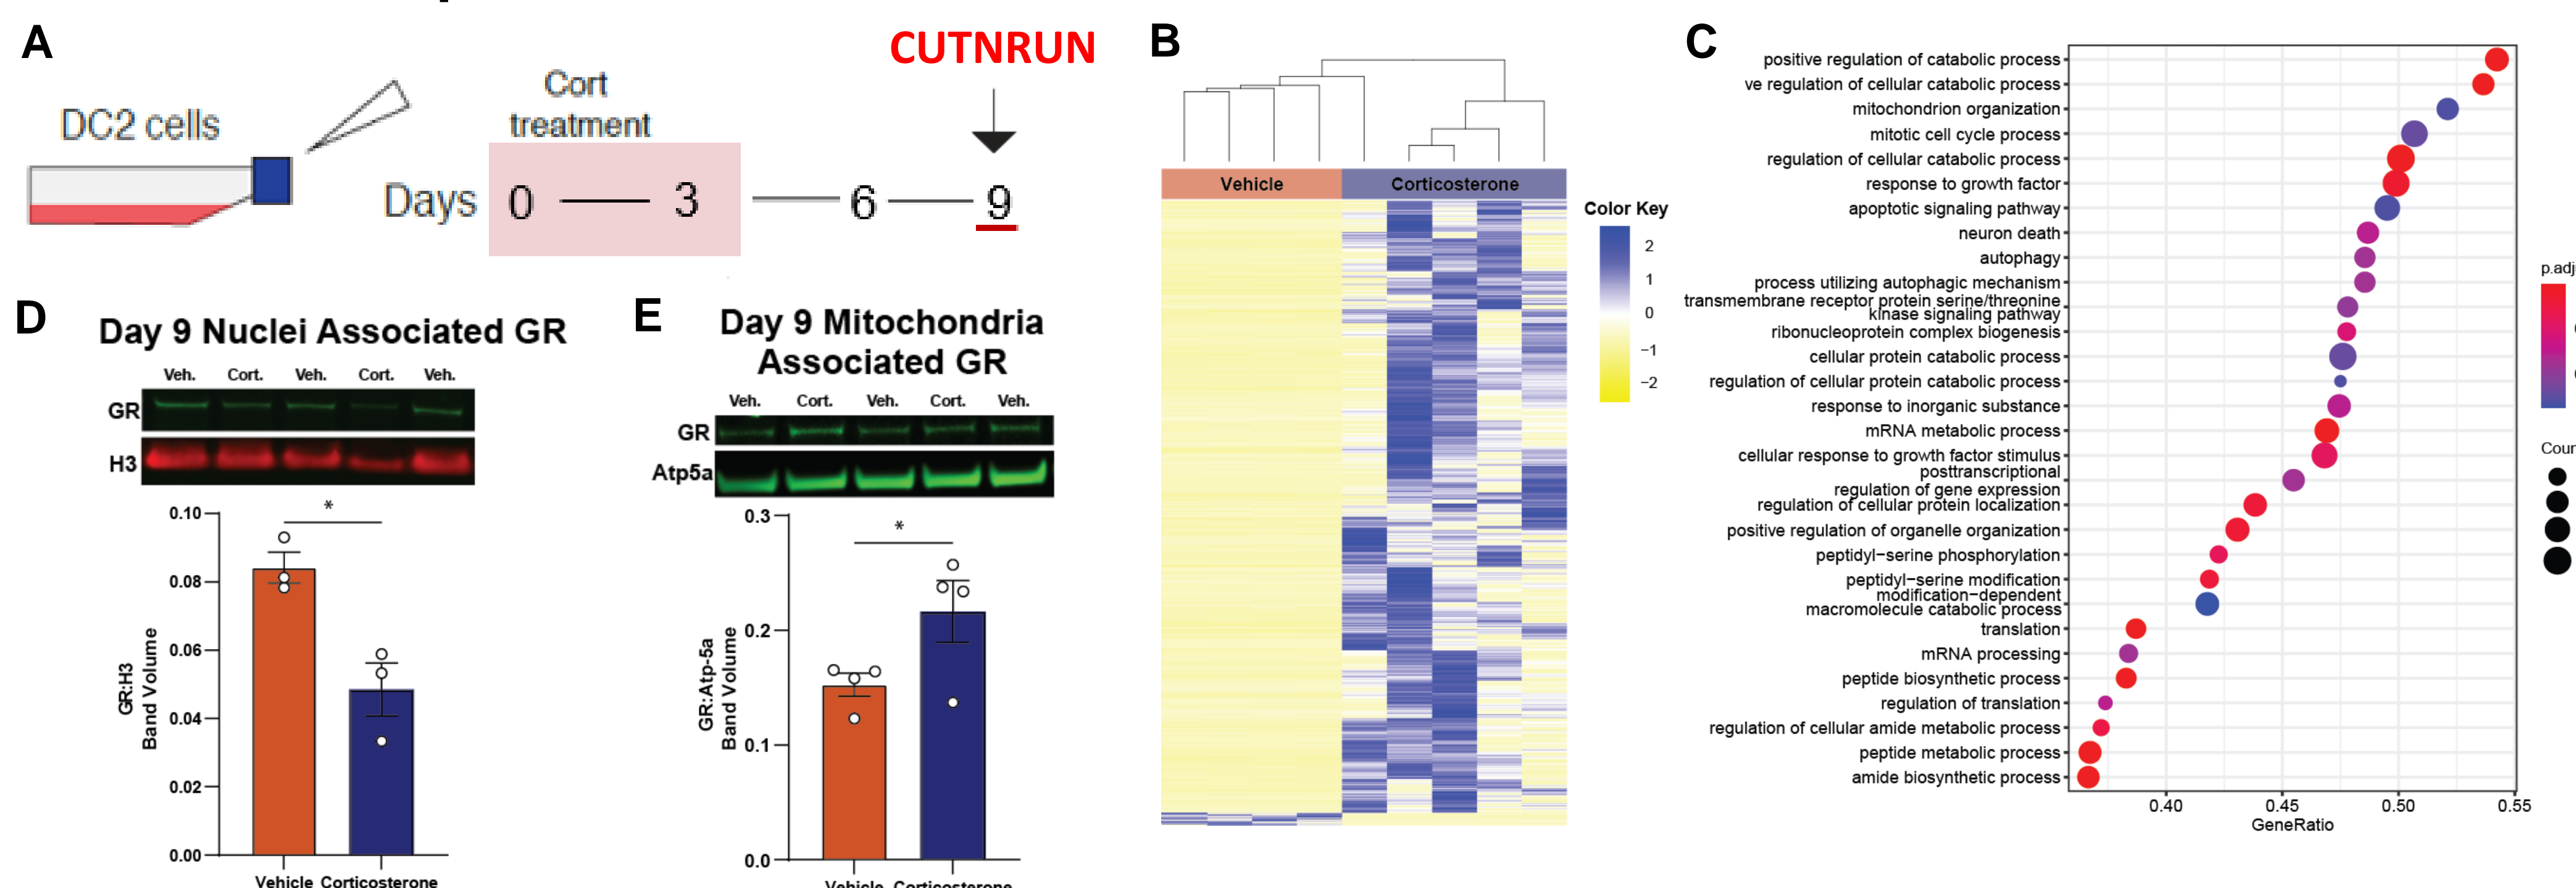 A
CUTNRUN
DC2 cells
Cort
treatment
Days 0 3 6 9
B
Vehicle Corticosterone
Color Key
2
1
0
−1
−2
C
positive regulation of catabolic process
ve regulation of cellular catabolic process
mitochondrion organization
mitotic cell cycle process
regulation of cellular catabolic process
response to growth factor
apoptotic signaling pathway
neuron death
autophagy
process utilizing autophagic mechanism
transmembrane receptor protein serine/threonine
kinase signaling pathway
ribonucleoprotein complex biogenesis
cellular protein catabolic process
regulation of cellular protein catabolic process
response to inorganic substance
mRNA metabolic process
cellular response to growth factor stimulus
posttranscriptional
regulation of gene expression
regulation of cellular protein localization
positive regulation of organelle organization
peptidyl−serine phosphorylation
peptidyl−serine modification
modification−dependent
macromolecule catabolic process
translation
mRNA processing
peptide biosynthetic process
regulation of translation
regulation of cellular amide metabolic process
peptide metabolic process
amide biosynthetic process
0.40 0.45 0.50 0.55
GeneRatio
p.adj
Coun
D
Day 9 Nuclei Associated GR
Veh. Cort. Veh. Cort. Veh.
GR
H3
*
GR:H3
Band Volume
0.10
0.08
0.06
0.04
0.02
0.00
Vehicle Corticosterone
E
Day 9 Mitochondria
Associated GR
Veh. Cort. Veh. Cort. Veh.
GR
Atp5a
*
GR:Atp-5a
Band Volume
0.3
0.2
0.1
0.0
Vehicle Corticosterone